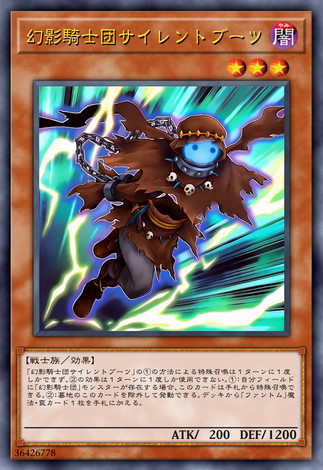 幻影騎士団サイレントブーツ
やみ
闇
【戦士族/効果】
「幻影騎士団サイレントブーツ」の①の方法による特殊召喚は1ターンに1度
しかできず、②の効果は1ターンに1度しか使用できない。①:自分フィールド
に「幻影騎士団」モンスターが存在する場合、このカードは手札から特殊召喚
できる。②:墓地のこのカードを除外して発動できる。デッキから「ファントム」魔
法・罠カード1枚を手札に加える。
ATK/ 200 DEF/1200
36426778